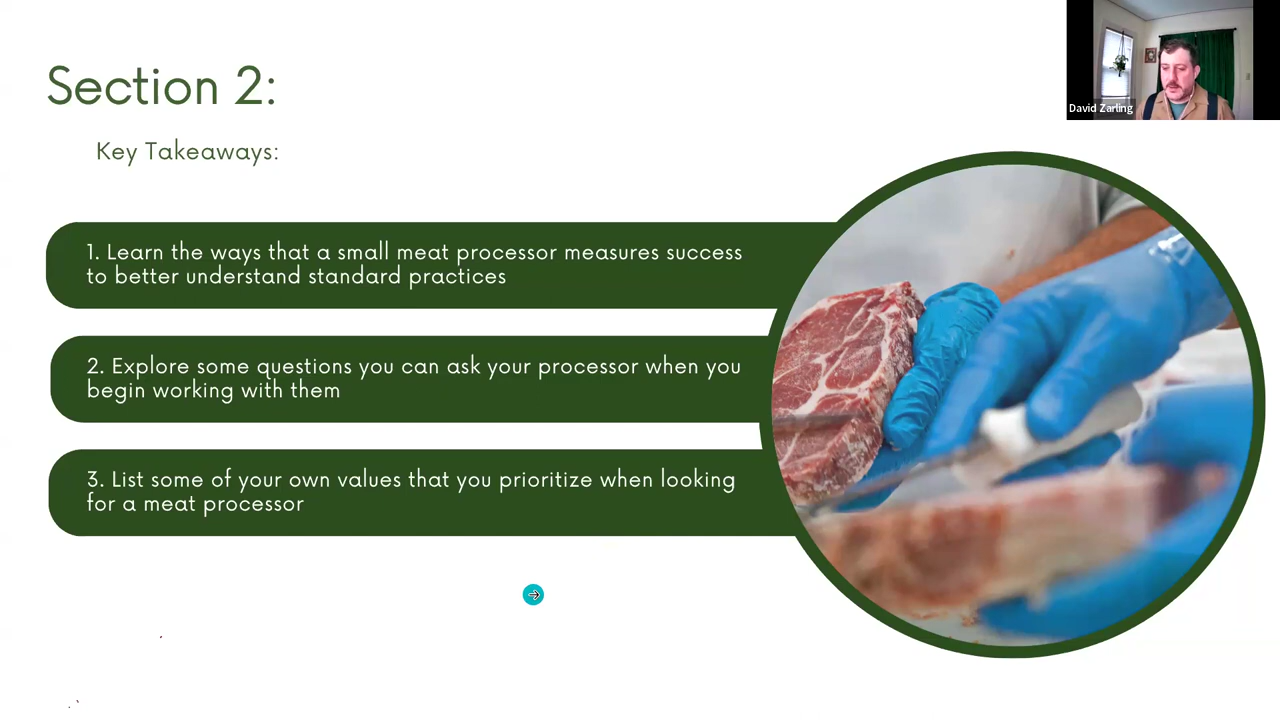 Section 2:
David Zarling
Key Takeaways:
1. Learn the ways that a small meat processor measures success
to better understand standard practices
2. Explore some questions you can ask your processor when you
begin working with them
3. List some of your own values that you prioritize when looking
for a meat processor